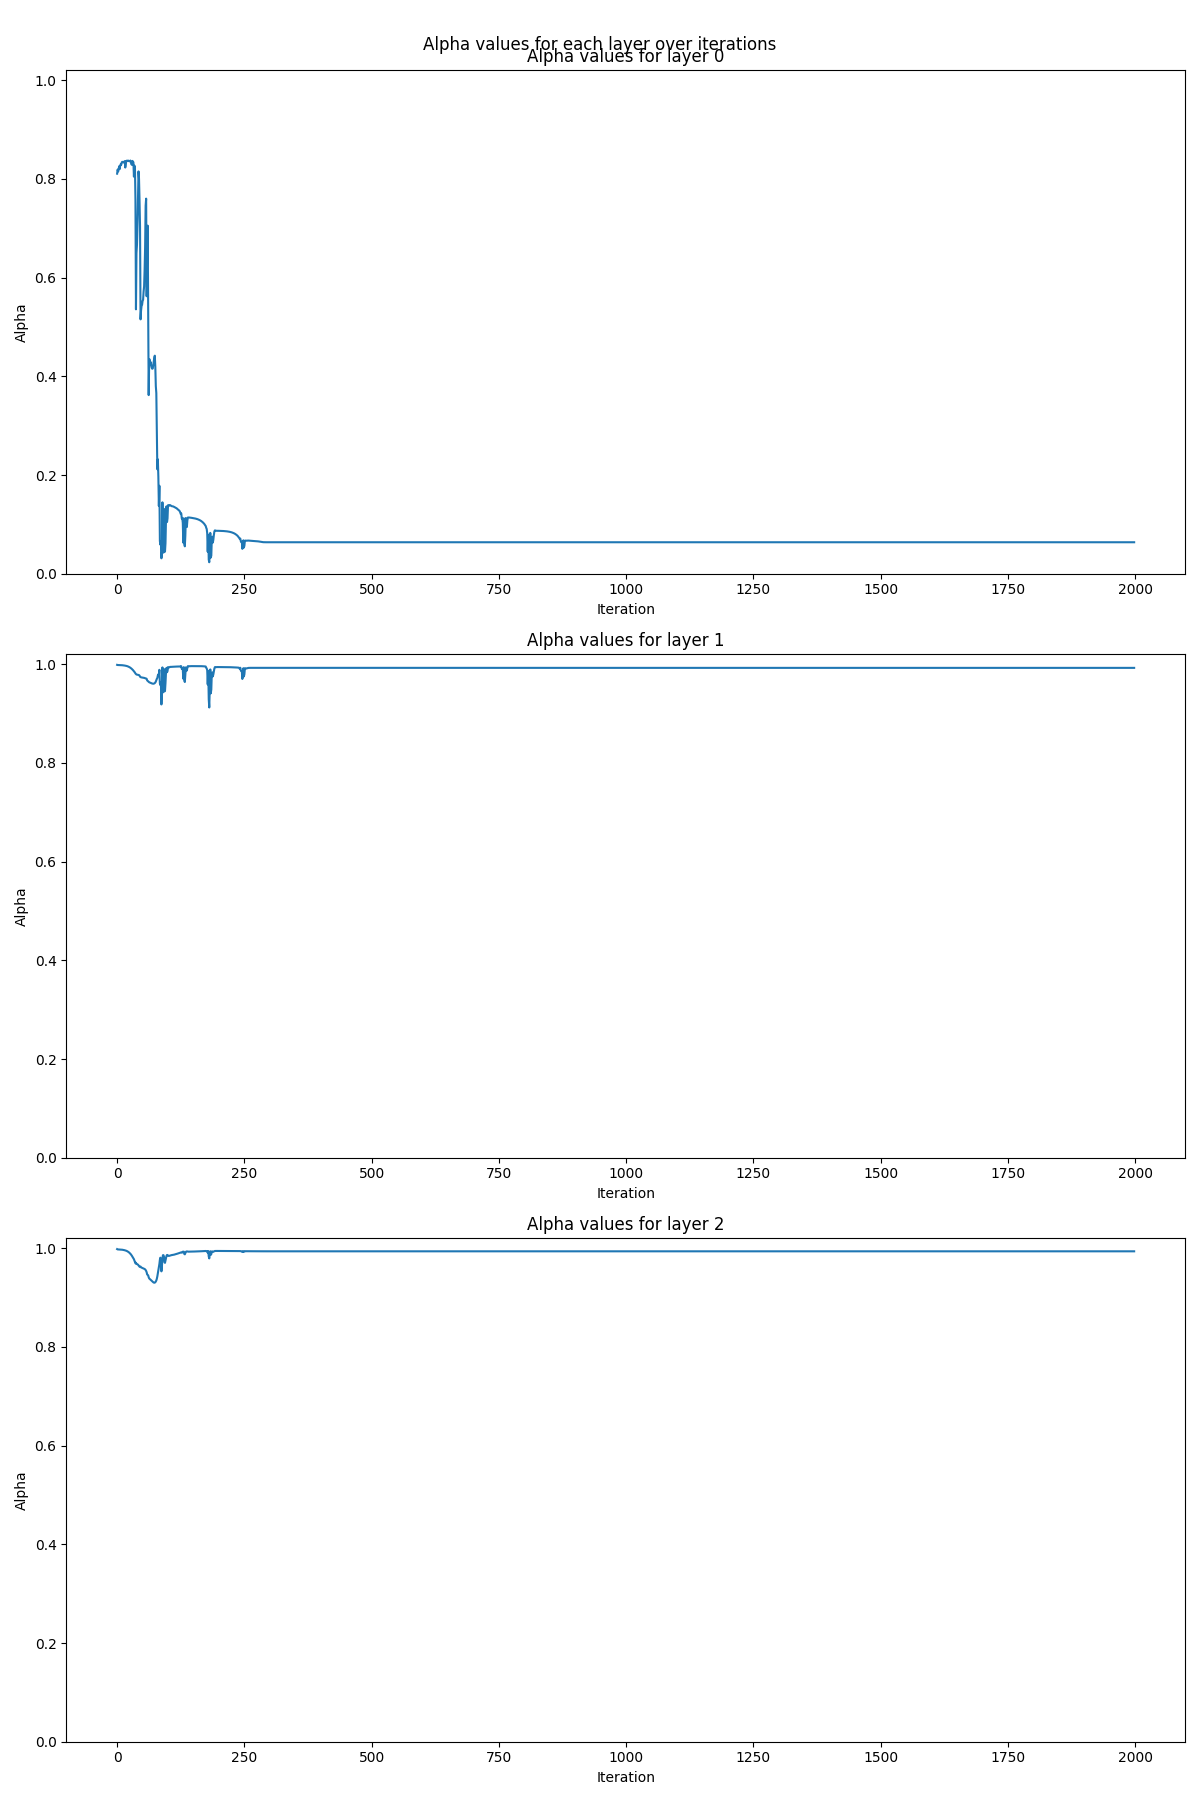 Alpha values for each layer over iterations
Alpha values for layer 0
1.0
0.8
0.6
0.4
0.2
0.0
Alpha
0 250 500 750 1000 1250 1500 1750 2000
Iteration
Alpha values for layer 1
1.0
0.8
0.6
0.4
0.2
0.0
Alpha
0 250 500 750 1000 1250 1500 1750 2000
Iteration
Alpha values for layer 2
1.0
0.8
0.6
0.4
0.2
0.0
Alpha
0 250 500 750 1000 1250 1500 1750 2000
Iteration